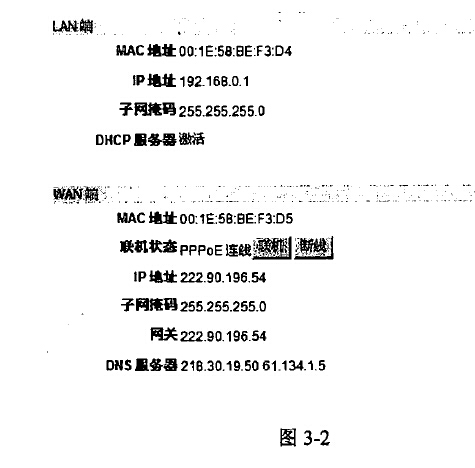 LAN端
MAC 地址 00:1E:58:BE:F3:D4
IP 地址 192.168.0.1
子网掩码 255.255.255.0
DHCP 服务器 激活
WAN 端
MAC 地址 00:1E:58:BE:F3:D5
联机状态 PPPoE 连线 联机 断线
IP 地址 222.90.196.54
子网掩码 255.255.255.0
网关 222.90.196.54
DNS 服务器 218.30.19.50 61.134.1.5
图 3-2